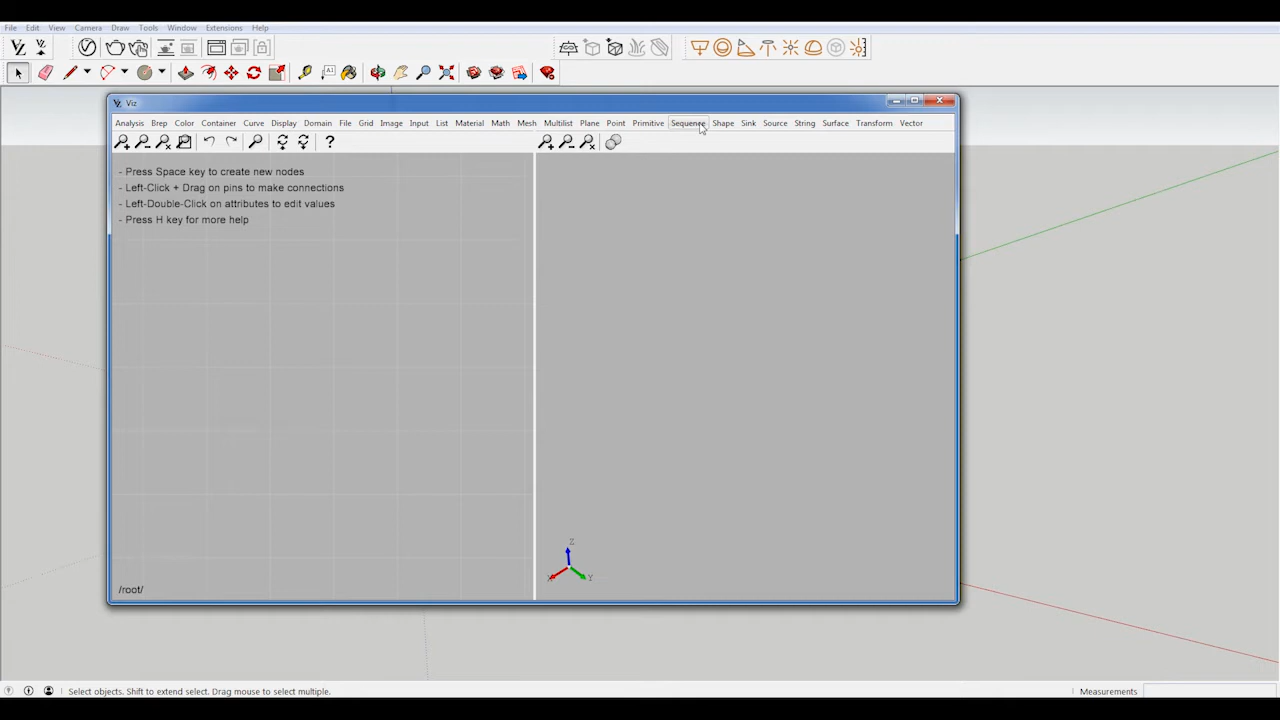 File Edit View Camera Draw Tools Window Extensions Help
Viz
Analysis Brep Color Container Curve Display Domain File Grid Image Input List Material Math Mesh Multilist Plane Point Primitive Sequence Shape Sink Source String Surface Transform Vector
- Press Space key to create new nodes
- Left-Click + Drag on pins to make connections
- Left-Double-Click on attributes to edit values
- Press H key for more help
Z
X Y
/root/
Select objects. Shift to extend select. Drag mouse to select multiple. Measurements